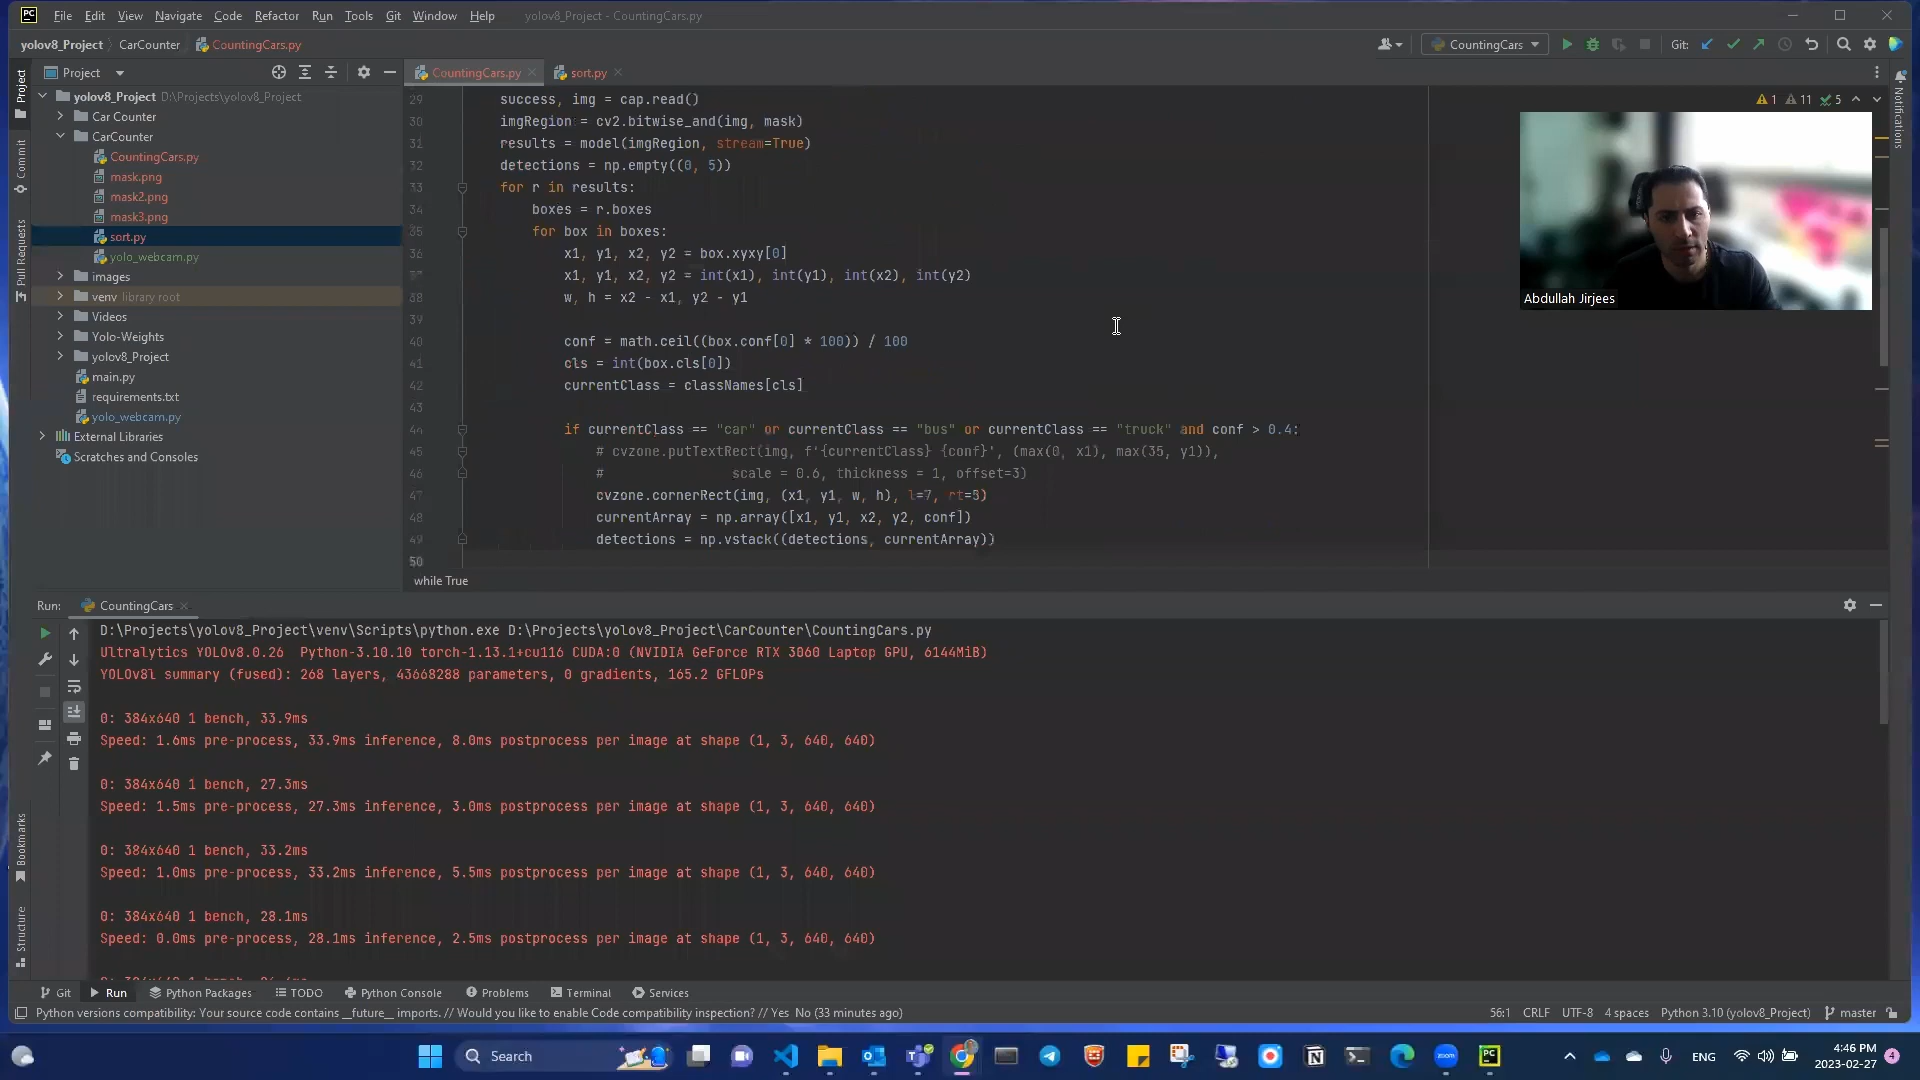 PC File Edit View Navigate Code Refactor Run Tools Git Window Help yolov8_Project - CountingCars.py
yolov8_Project CarCounter CountingCars.py CountingCars Git:
Project CountingCars.py sort.py
yolov8_Project D:\Projects\yolov8_Project
Car Counter
CarCounter
CountingCars.py
mask.png
mask2.png
mask3.png
sort.py
yolo_webcam.py
images
venv library root
Videos
Yolo-Weights
yolov8_Project
main.py
requirements.txt
yolo_webcam.py
External Libraries
Scratches and Consoles
Project
Commit
Pull Requests
Bookmarks
Structure
Notifications
1 11 5
29 success, img = cap.read()
30 imgRegion = cv2.bitwise_and(img, mask)
31 results = model(imgRegion, stream=True)
32 detections = np.empty((0, 5))
33 for r in results:
34 boxes = r.boxes
35 for box in boxes:
36 x1, y1, x2, y2 = box.xyxy[0]
37 x1, y1, x2, y2 = int(x1), int(y1), int(x2), int(y2)
38 w, h = x2 - x1, y2 - y1
39
40 conf = math.ceil((box.conf[0] * 100)) / 100
41 cls = int(box.cls[0])
42 currentClass = classNames[cls]
43
44 if currentClass == "car" or currentClass == "bus" or currentClass == "truck" and conf > 0.4:
45 # cvzone.putTextRect(img, f'{currentClass} {conf}', (max(0, x1), max(35, y1)),
46 # scale = 0.6, thickness = 1, offset=3)
47 cvzone.cornerRect(img, (x1, y1, w, h), l=7, rt=5)
48 currentArray = np.array([x1, y1, x2, y2, conf])
49 detections = np.vstack((detections, currentArray))
50
while True
Abdullah Jirjees
Run: CountingCars
D:\Projects\yolov8_Project\venv\Scripts\python.exe D:\Projects\yolov8_Project\CarCounter\CountingCars.py
Ultralytics YOLOv8.0.26 Python-3.10.10 torch-1.13.1+cu116 CUDA:0 (NVIDIA GeForce RTX 3060 Laptop GPU, 6144MiB)
YOLOv8l summary (fused): 268 layers, 43668288 parameters, 0 gradients, 165.2 GFLOPs
0: 384x640 1 bench, 33.9ms
Speed: 1.6ms pre-process, 33.9ms inference, 8.0ms postprocess per image at shape (1, 3, 640, 640)
0: 384x640 1 bench, 27.3ms
Speed: 1.5ms pre-process, 27.3ms inference, 3.0ms postprocess per image at shape (1, 3, 640, 640)
0: 384x640 1 bench, 33.2ms
Speed: 1.0ms pre-process, 33.2ms inference, 5.5ms postprocess per image at shape (1, 3, 640, 640)
0: 384x640 1 bench, 28.1ms
Speed: 0.0ms pre-process, 28.1ms inference, 2.5ms postprocess per image at shape (1, 3, 640, 640)
Git Run Python Packages TODO Python Console Problems Terminal Services
Python versions compatibility: Your source code contains __future__ imports. // Would you like to enable Code compatibility inspection? // Yes No (33 minutes ago) 56:1 CRLF UTF-8 4 spaces Python 3.10 (yolov8_Project) master
Search ENG 4:46 PM
2023-02-27 4